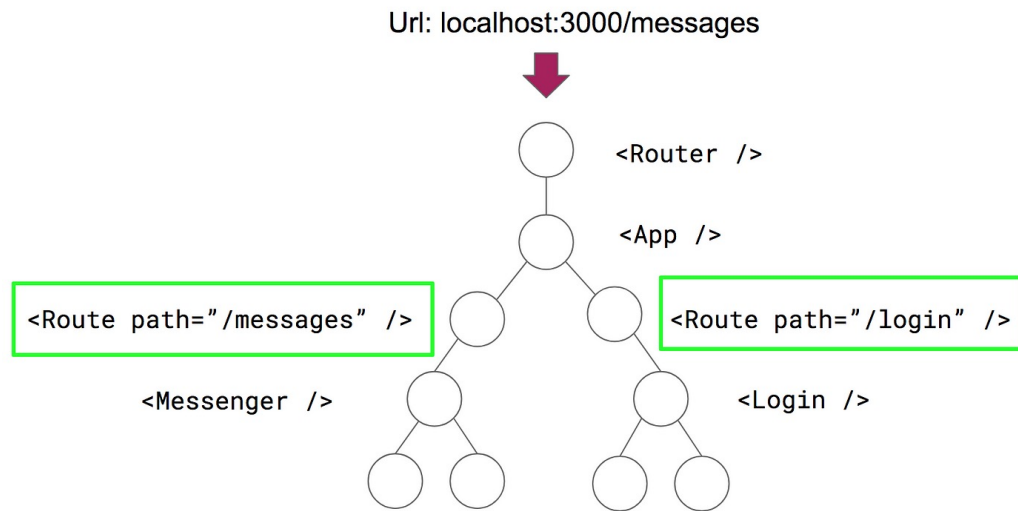 Url: localhost:3000/messages
<Router />
<App />
<Route path=”/messages” />
<Route path=”/login” />
<Messenger />
<Login />